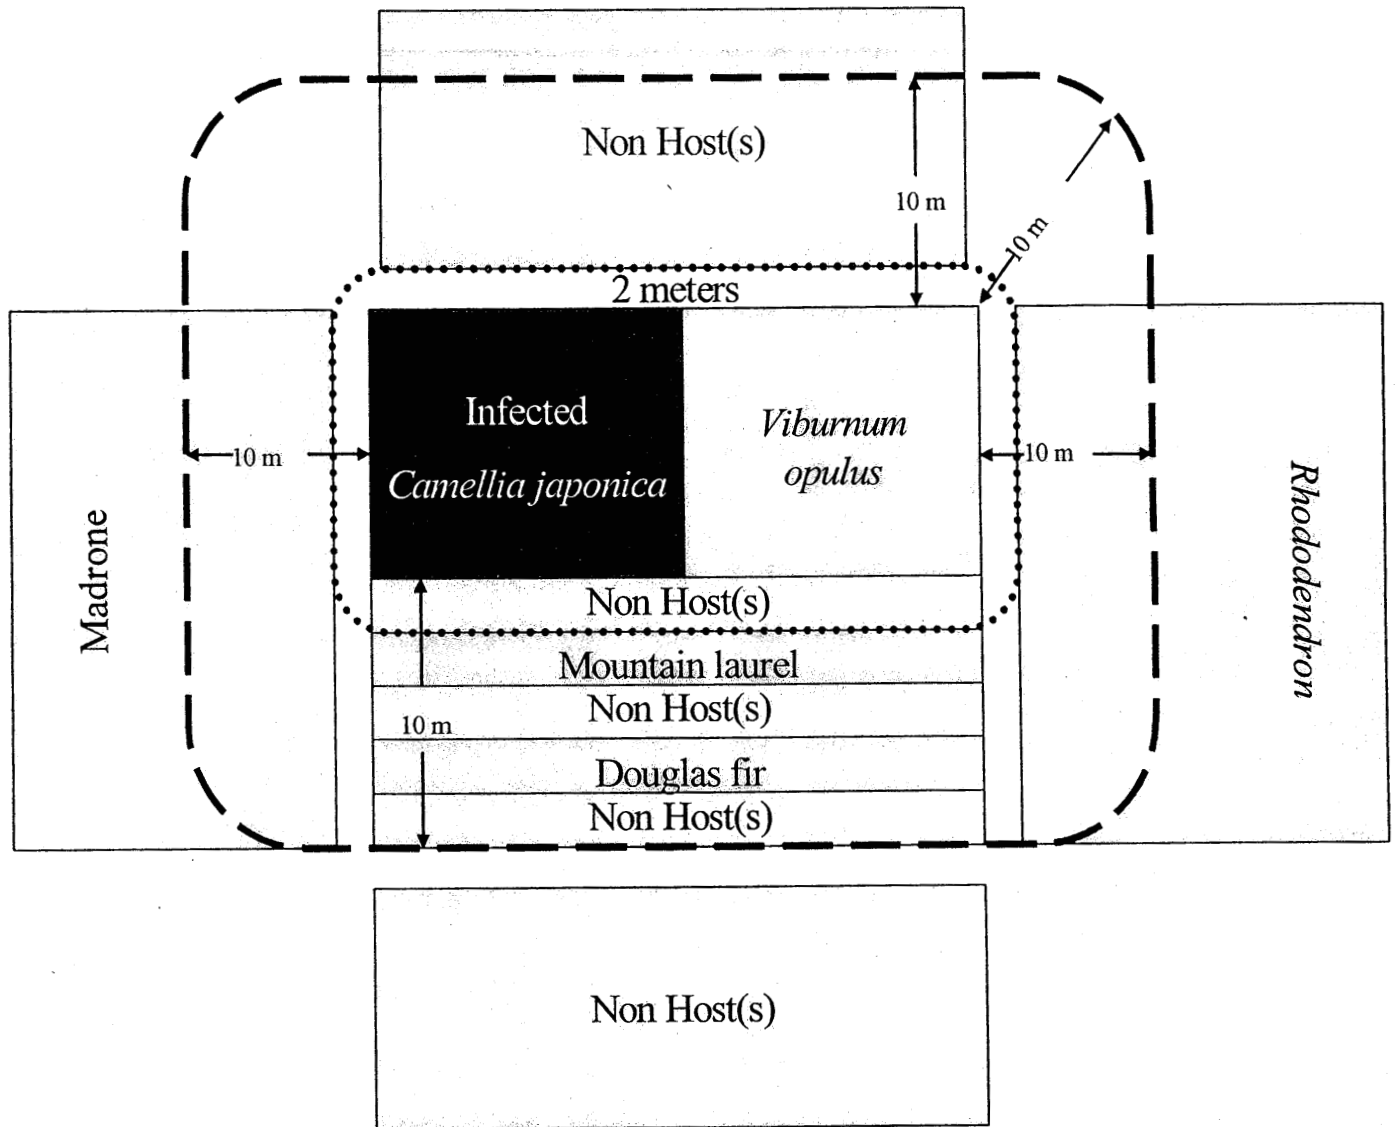 Non Host(s)
10 m
10 m
2 meters
Infected
Camellia japonica
Viburnum
opulus
10 m
10 m
Madrone
Rhododendron
Non Host(s)
Mountain laurel
Non Host(s)
10 m
Douglas fir
Non Host(s)
Non Host(s)